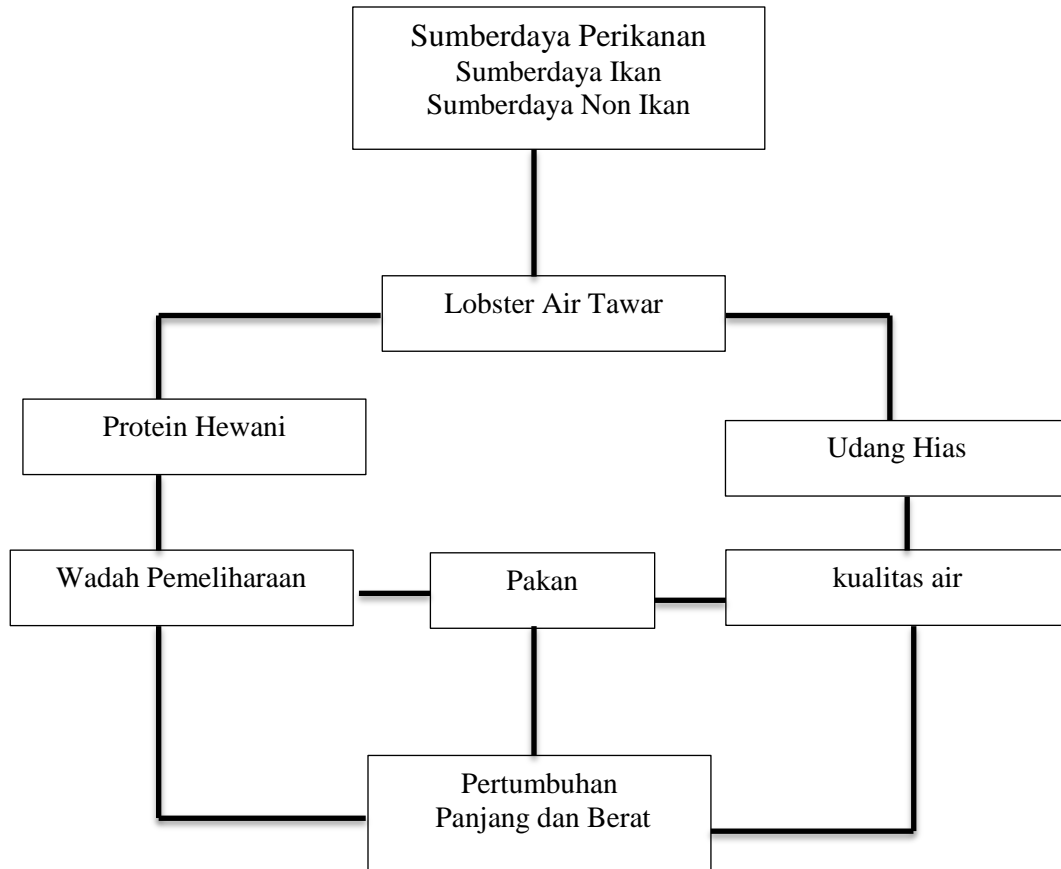 Sumberdaya Perikanan
Sumberdaya Ikan
Sumberdaya Non Ikan
Lobster Air Tawar
Protein Hewani
Udang Hias
Wadah Pemeliharaan
Pakan
kualitas air
Pertumbuhan
Panjang dan Berat